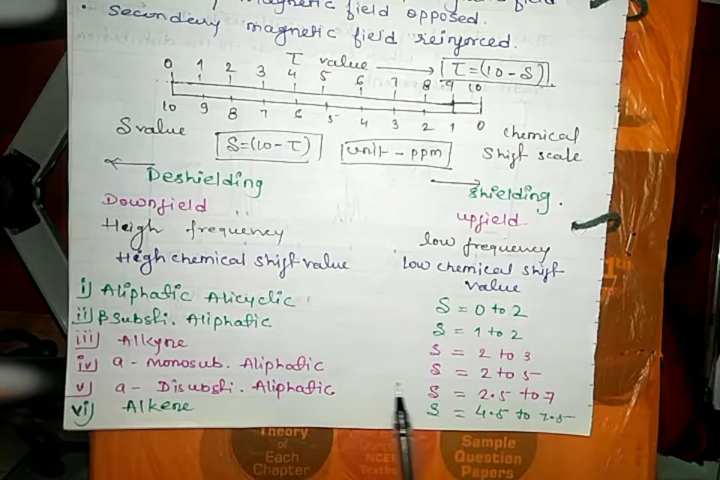 magnetic field opposed.
• Secondary magnetic field reinforced.
τ value → τ=(10-S)
0 1 2 3 4 5 6 7 8 9 10
10 9 8 7 6 5 4 3 2 1 0
S value S=(10-τ) unit - ppm chemical
Shift scale
← Deshielding → shielding.
Downfield upfield
Heigh frequency low frequency
Heigh chemical shift value low chemical shift
value
i) Aliphatic Alicyclic S = 0 to 2
ii) β Substi. Aliphatic S = 1 to 2
iii) Alkyne S = 2 to 3
iv) a - monosub. Aliphatic S = 2 to 5
v) a - Disubsti. Aliphatic S = 2.5 to 7
vi) Alkene S = 4.5 to 7.5
Theory
of
Each
Chapter
NCERT
Sample
Question
Papers